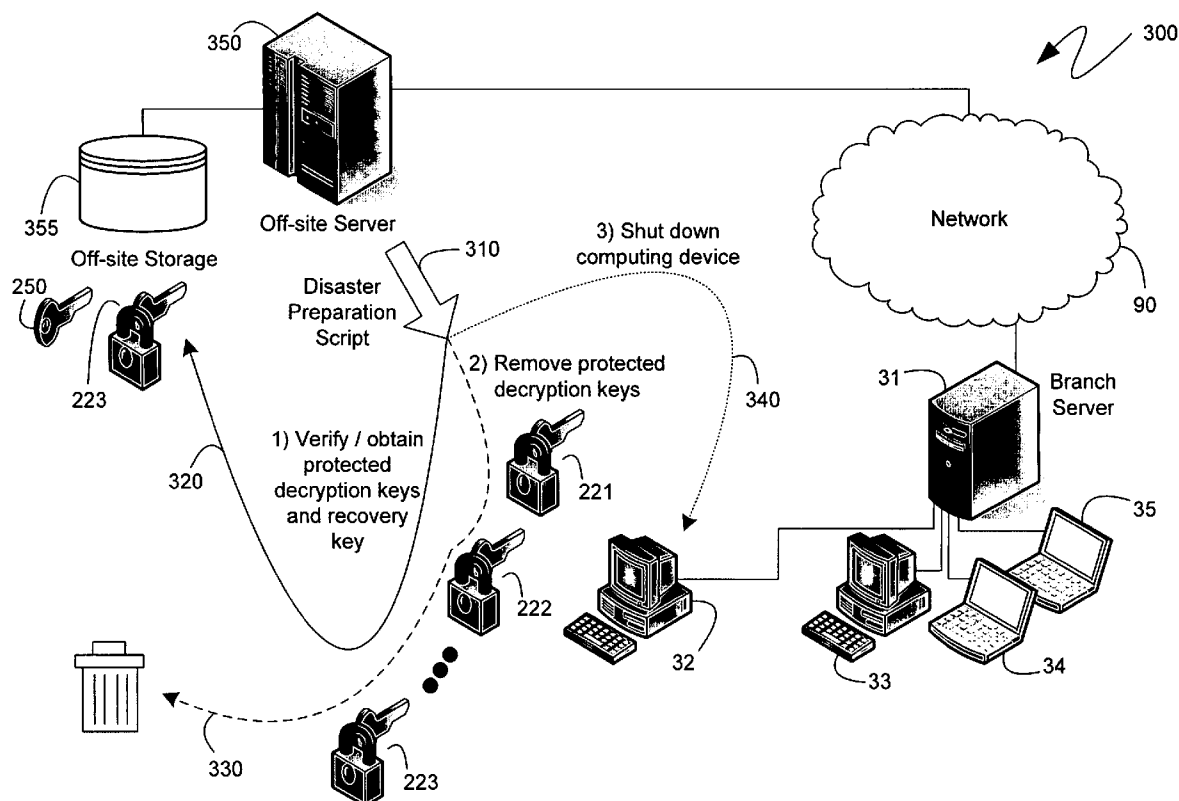 350
300
355
Off-site Server
Off-site Storage
Network
310
3) Shut down
computing device
250
223
Disaster
Preparation
Script
90
2) Remove protected
decryption keys
340
31
Branch
Server
320
1) Verify / obtain
protected
decryption keys
and recovery
key
221
35
222
32
33
34
330
223